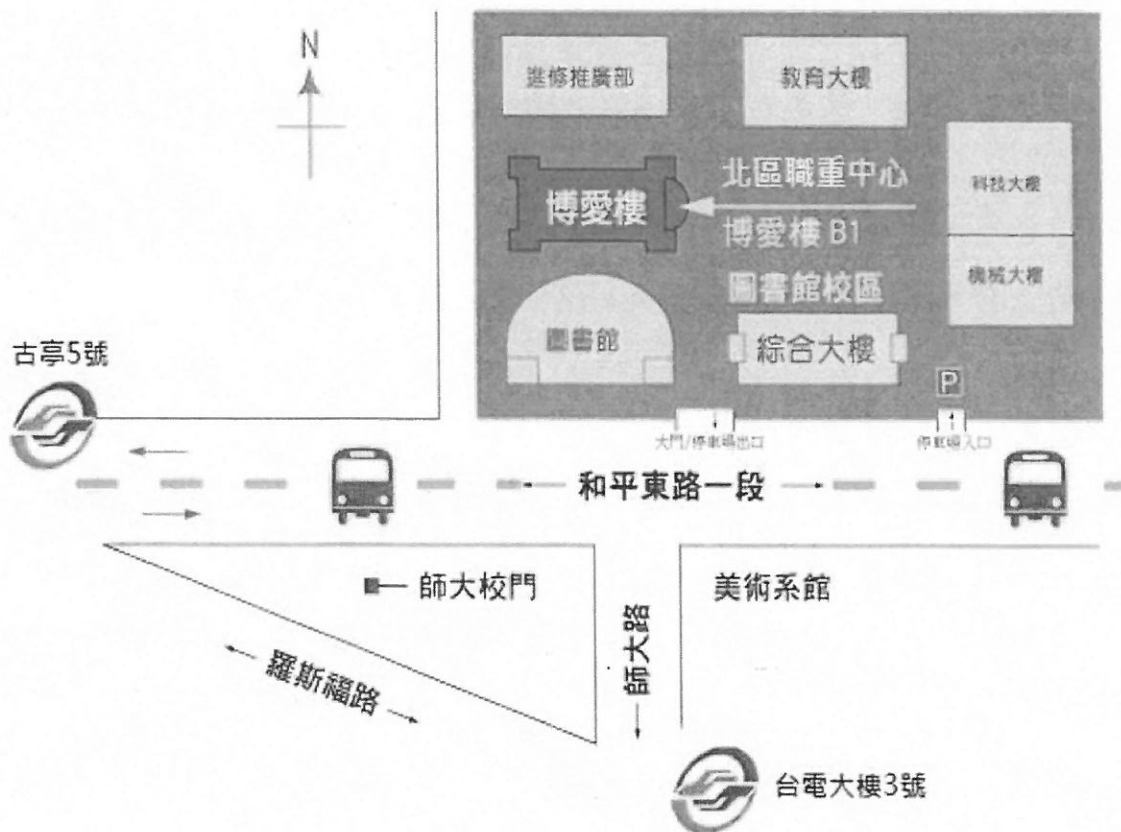 N
進修推廣部
教育大樓
北區職重中心
科技大樓
博愛樓
博愛樓 B1
機械大樓
圖書館校區
圖書館
綜合大樓
古亭5號
P
大門/停車場出口
停車場入口
和平東路一段
師大校門
美術系館
師大路
羅斯福路
台電大樓3號